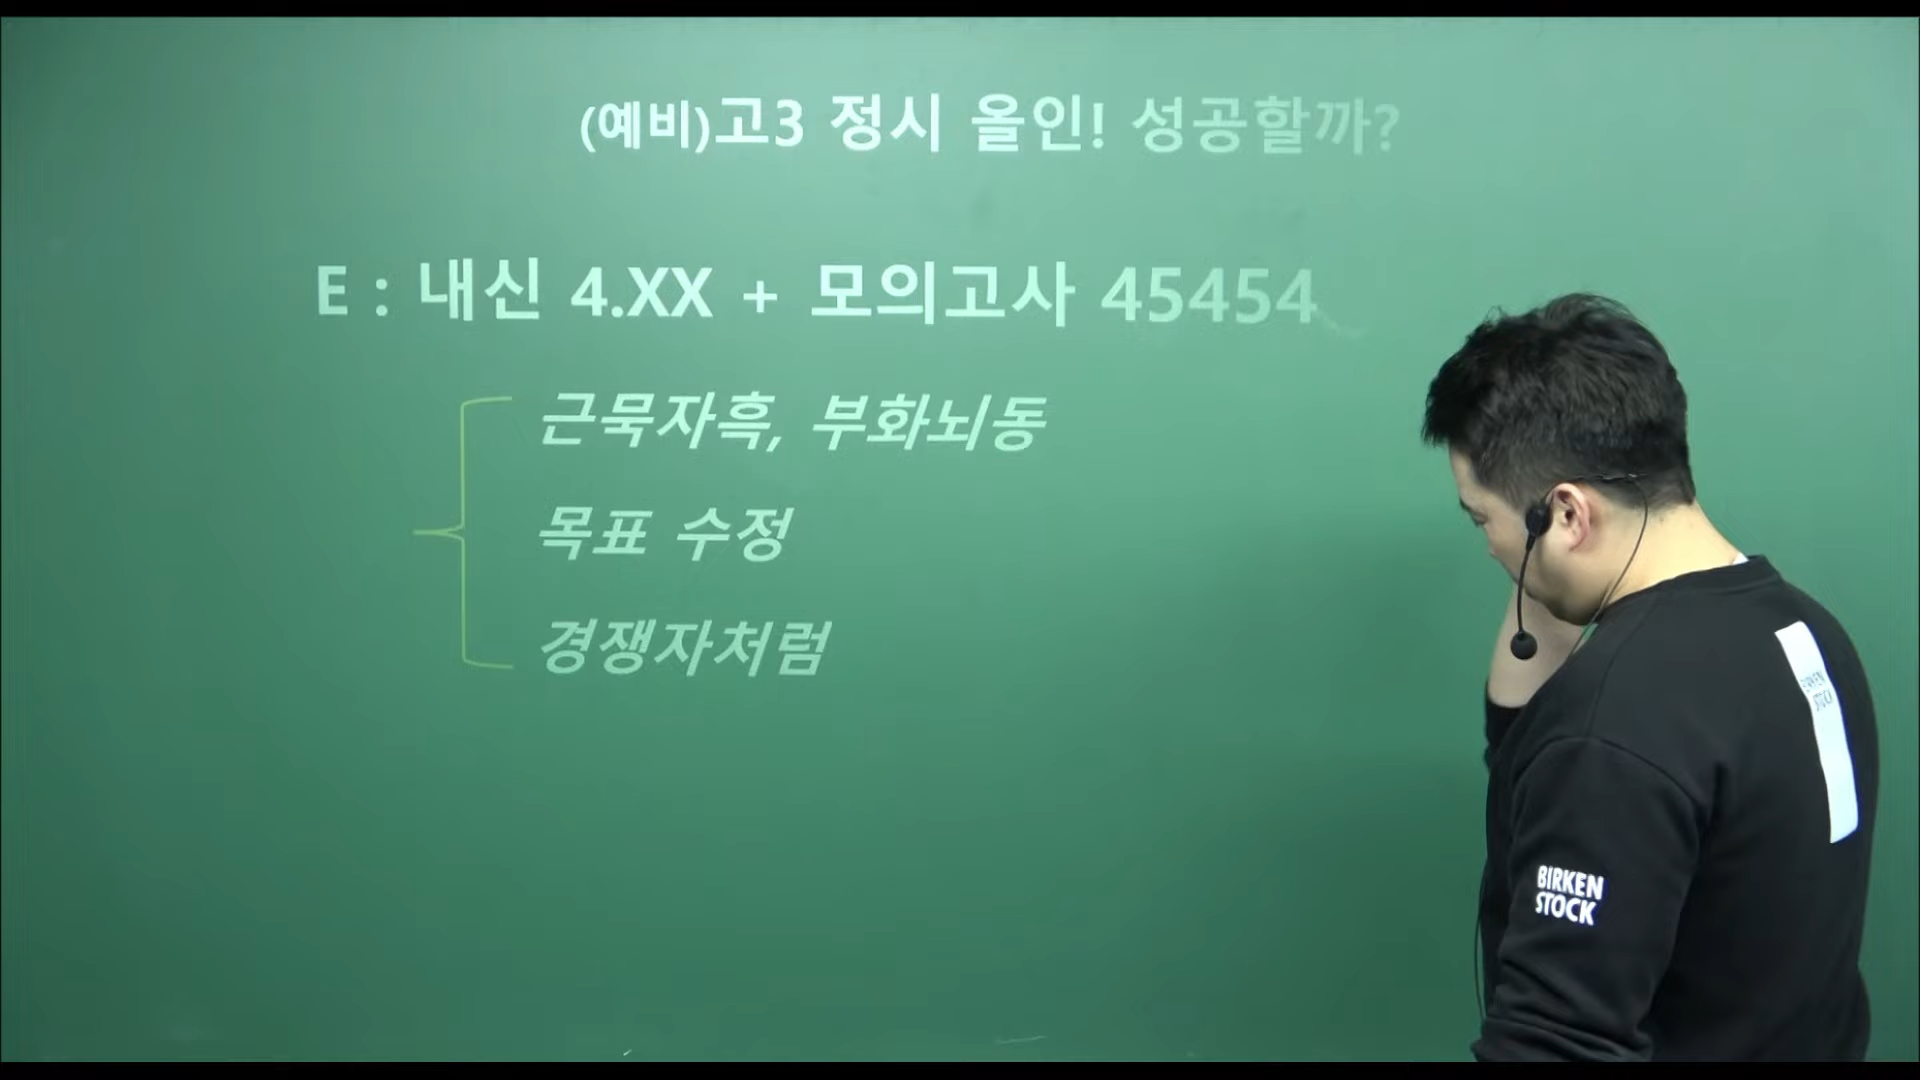 (예비)고3 정시 올인! 성공할까?
E : 내신 4.XX + 모의고사 45454
근묵자흑, 부화뇌동
목표 수정
경쟁자처럼
BIRKEN
STOCK
BIRKEN
STOCK